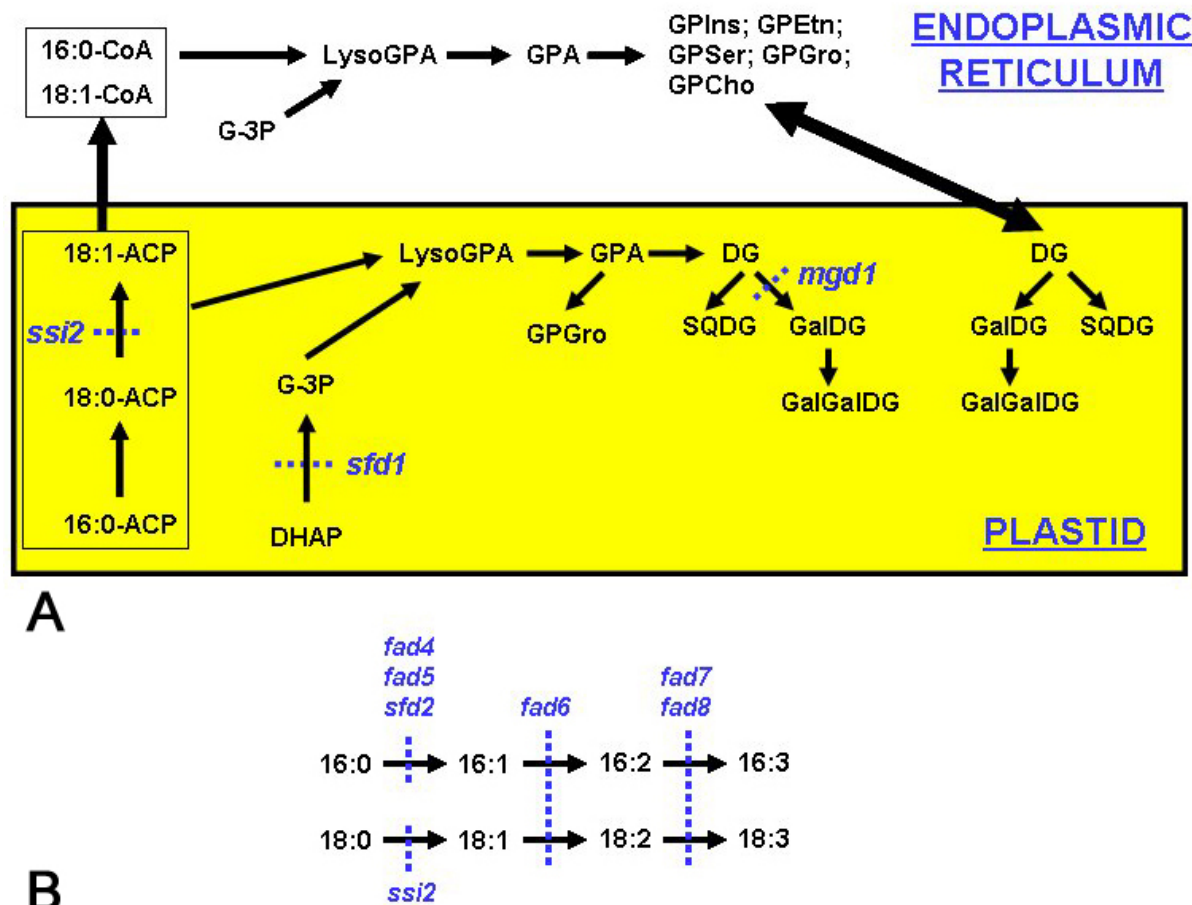 16:0-CoA
18:1-CoA
LysoGPA
GPA
GPIns; GPEtn;
GPSer; GPGro;
GPCho
G-3P
ENDOPLASMIC
RETICULUM
18:1-ACP
ssi2
18:0-ACP
16:0-ACP
LysoGPA
GPA
DG
mgd1
GPGro
SQDG
GalDG
GalGalDG
G-3P
sfd1
DHAP
DG
GalDG
SQDG
GalGalDG
PLASTID
A
fad4
fad5
sfd2
fad6
fad7
fad8
16:0
16:1
16:2
16:3
18:0
18:1
18:2
18:3
ssi2
B